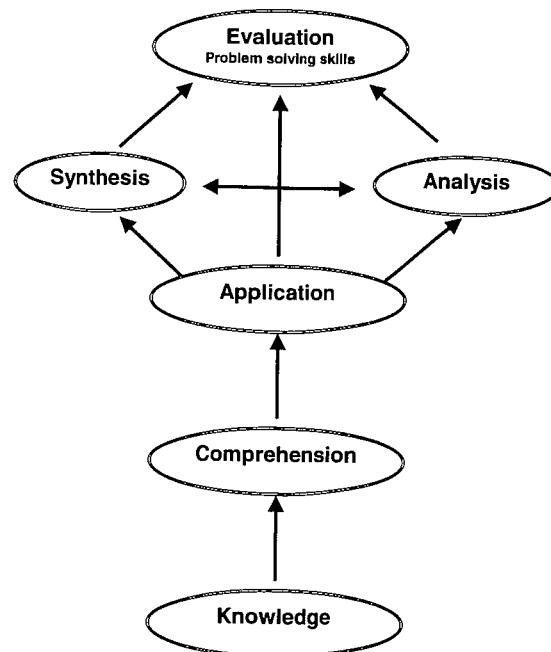 Evaluation
Problem solving skills
Synthesis
Analysis
Application
Comprehension
Knowledge